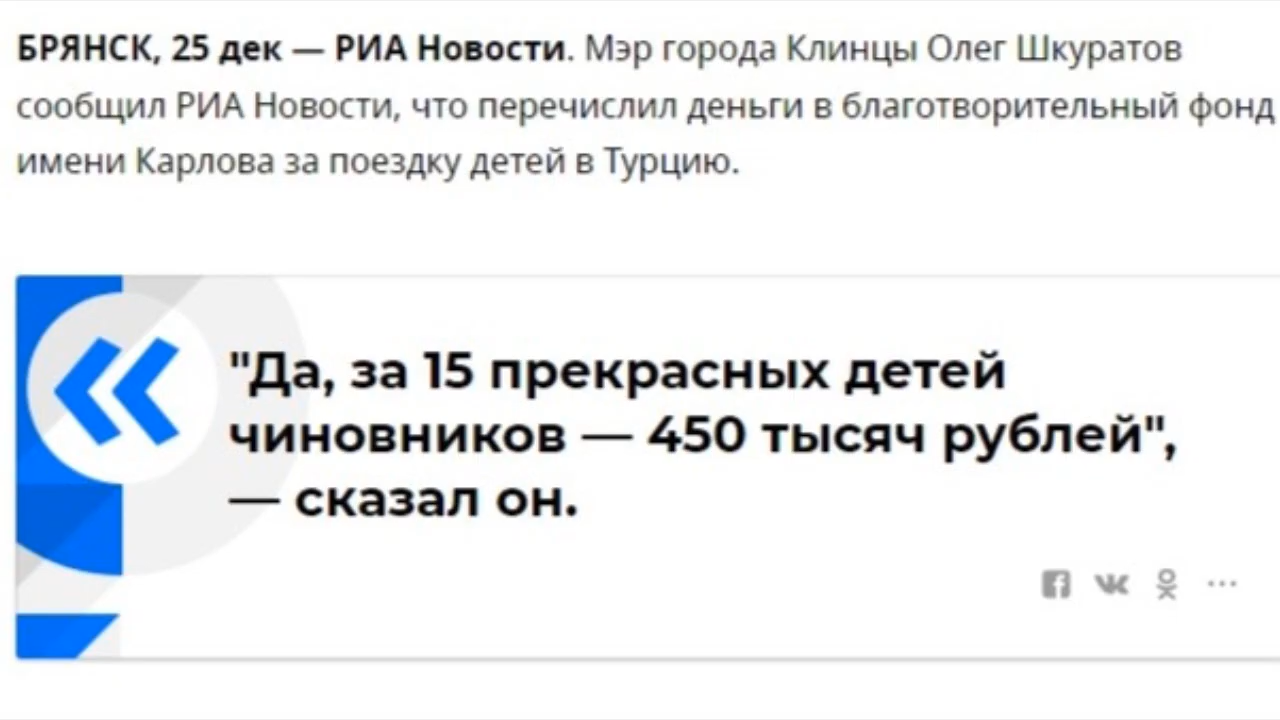 БРЯНСК, 25 дек — РИА Новости. Мэр города Клинцы Олег Шкуратов
сообщил РИА Новости, что перечислил деньги в благотворительный фонд
имени Карлова за поездку детей в Турцию.
"Да, за 15 прекрасных детей
чиновников — 450 тысяч рублей",
— сказал он.